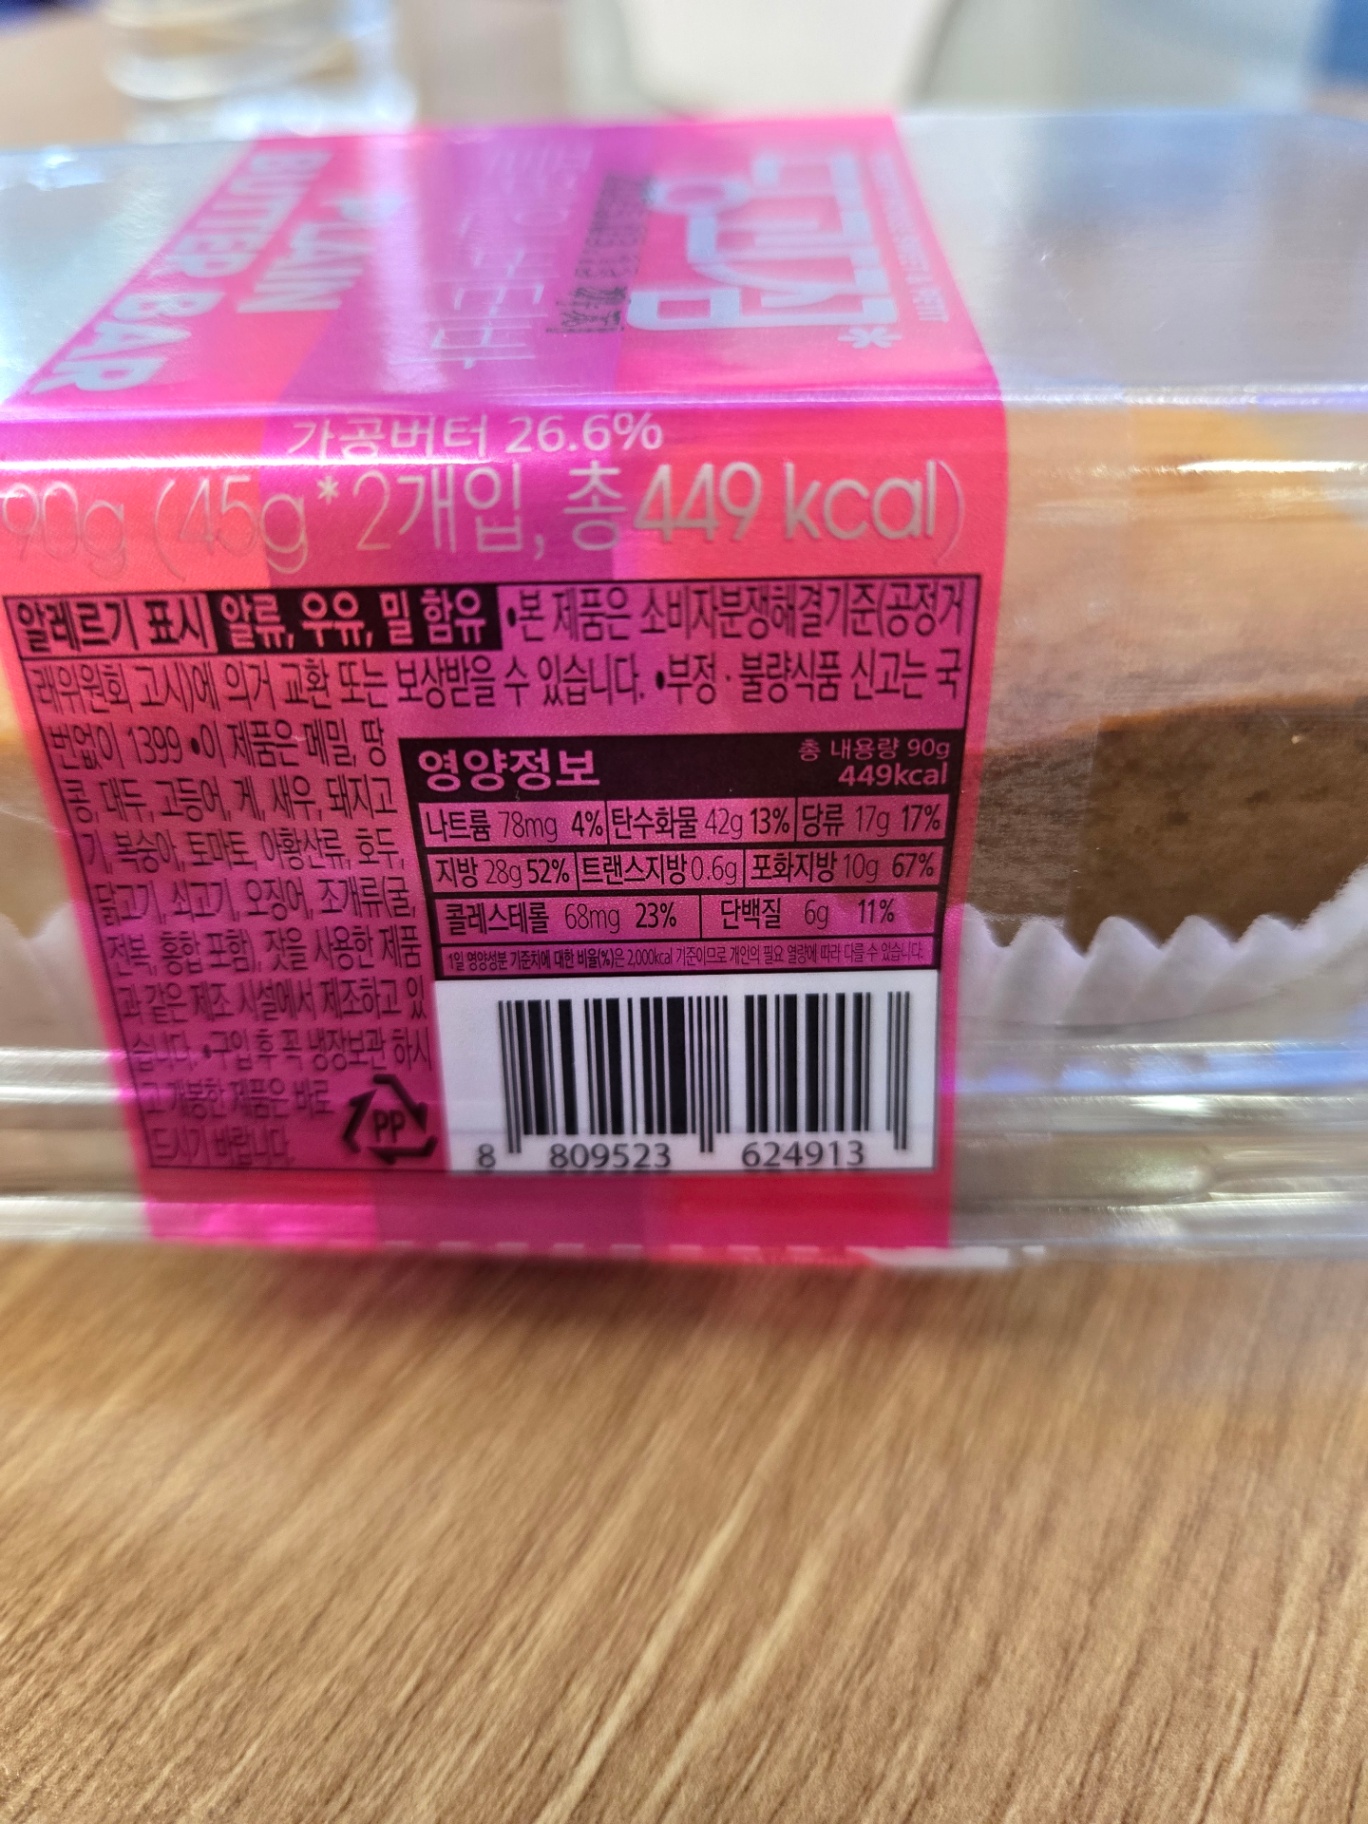 PLAIN
BUTTER BAR
가공버터 26.6%
90g (45g*2개입, 총 449 kcal)
알레르기 표시 알류, 우유, 밀 함유 •본 제품은 소비자분쟁해결기준(공정거
래위원회 고시)에 의거 교환 또는 보상받을 수 있습니다. •부정·불량식품 신고는 국
번없이 1399 •이 제품은 메밀, 땅
콩, 대두, 고등어, 게, 새우, 돼지고
기, 복숭아, 토마토, 아황산류, 호두,
닭고기, 쇠고기, 오징어, 조개류(굴,
전복, 홍합 포함), 잣을 사용한 제품
과 같은 제조 시설에서 제조하고 있
습니다. •구입 후 꼭 냉장보관 하시
고 개봉한 제품은 바로
드시기 바랍니다.
PP
영양정보
총 내용량 90g
449kcal
나트륨 78mg 4% 탄수화물 42g 13% 당류 17g 17%
지방 28g 52% 트랜스지방 0.6g 포화지방 10g 67%
콜레스테롤 68mg 23% 단백질 6g 11%
1일 영양성분 기준치에 대한 비율(%)은 2,000kcal 기준이므로 개인의 필요 열량에 따라 다를 수 있습니다.
8 809523 624913